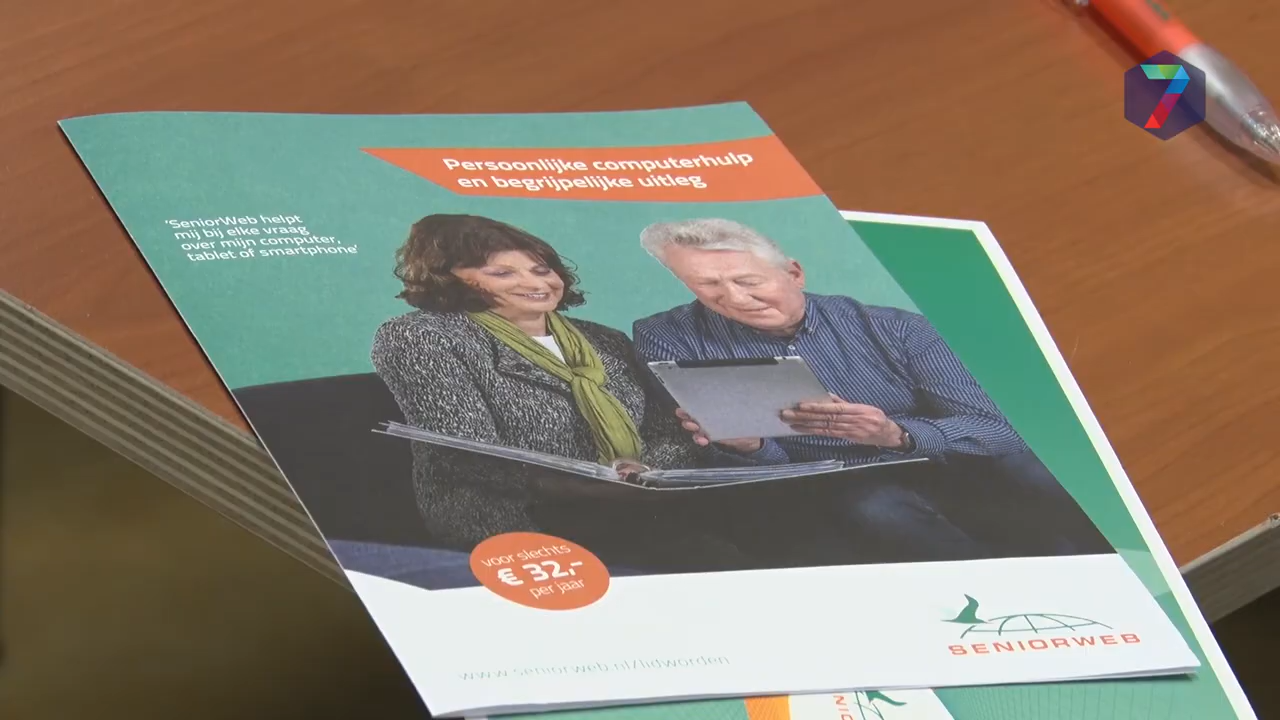 7
Persoonlijke computerhulp
en begrijpelijke uitleg
'SeniorWeb helpt
mij bij elke vraag
over mijn computer,
tablet of smartphone'
voor slechts
€ 32,-
per jaar
SENIORWEB
www.seniorweb.nl/lidworden